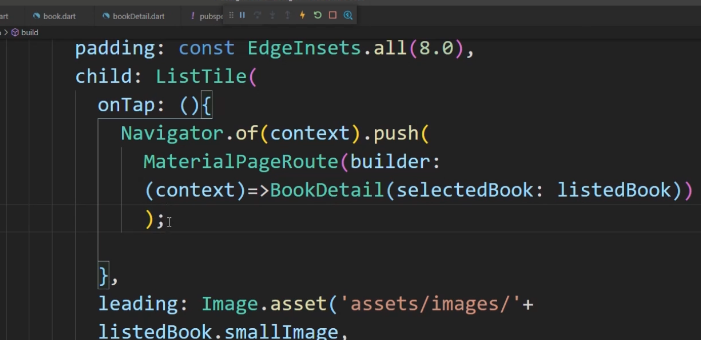 art book.dart bookDetail.dart ! pubspe
> build
padding: const EdgeInsets.all(8.0),
child: ListTile(
onTap: (){
Navigator.of(context).push(
MaterialPageRoute(builder:
(context)=>BookDetail(selectedBook: listedBook))
);
},
leading: Image.asset('assets/images/'+
listedBook.smallImage,